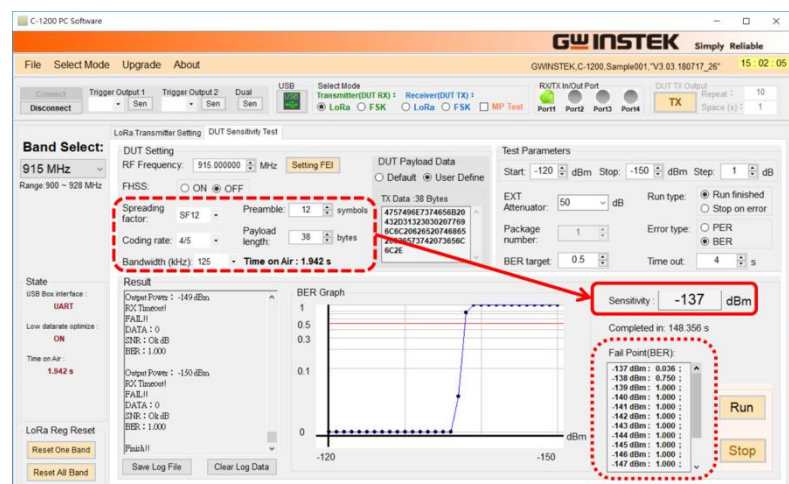 C-1200 PC Software
GWINSTEK Simply Reliable
File Select Mode Upgrade About
GWINSTEK,C-1200,Sample001,"V3.03.180717_26"
15 : 02 : 05
Connect
Disconnect
Trigger Output 1 Trigger Output 2 Dual
Sen Sen Sen
USB
Select Mode
Transmitter(DUT RX) : Receiver(DUT TX) :
LoRa FSK LoRa FSK MP Test
RX/TX In/Out Port
Port1 Port2 Port3 Port4
DUT TX Output
TX
Repeat : 10
Space (s) : 1
Band Select:
915 MHz
Range:900 ~ 928 MHz
LoRa Transmitter Setting DUT Sensitivity Test
DUT Setting
RF Frequency: 915.000000 MHz Setting FEI
FHSS: ON OFF
Spreading factor: SF12 Preamble: 12 symbols
Coding rate: 4/5 Payload length: 38 bytes
Bandwidth (kHz): 125 Time on Air : 1.942 s
DUT Payload Data
Default User Define
TX Data :38 Bytes
4757496E7374656B20
432D31323030207769
6C6C20626520746865
6C2E
Test Parameters
Start: -120 dBm Stop: -150 dBm Step: 1 dB
EXT Attenuator: 50 dB
Run type: Run finished
Stop on error
Package number: 1
Error type: PER
BER
BER target: 0.5 Time out: 4 s
State
USB Box interface :
UART
Low datarate optimize :
ON
Time on Air :
1.942 s
LoRa Reg Reset
Reset One Band
Reset All Band
Result
Output Power : -149 dBm
RX Timeout!
FAIL!!
DATA : 0
SNR : 0k dB
BER : 1.000
Output Power : -150 dBm
RX Timeout!
FAIL!!
DATA : 0
SNR : 0k dB
BER : 1.000
Finish!!
Save Log File Clear Log Data
BER Graph
1
0.5
0.3
0.1
0
-120
-150
dBm
Sensitivity : -137 dBm
Completed in: 148.356 s
Fail Point(BER):
-137 dBm : 0.036 ;
-138 dBm : 0.750 ;
-139 dBm : 1.000 ;
-140 dBm : 1.000 ;
-141 dBm : 1.000 ;
-142 dBm : 1.000 ;
-143 dBm : 1.000 ;
-144 dBm : 1.000 ;
-145 dBm : 1.000 ;
-146 dBm : 1.000 ;
-147 dBm : 1.000 ;
Run
Stop